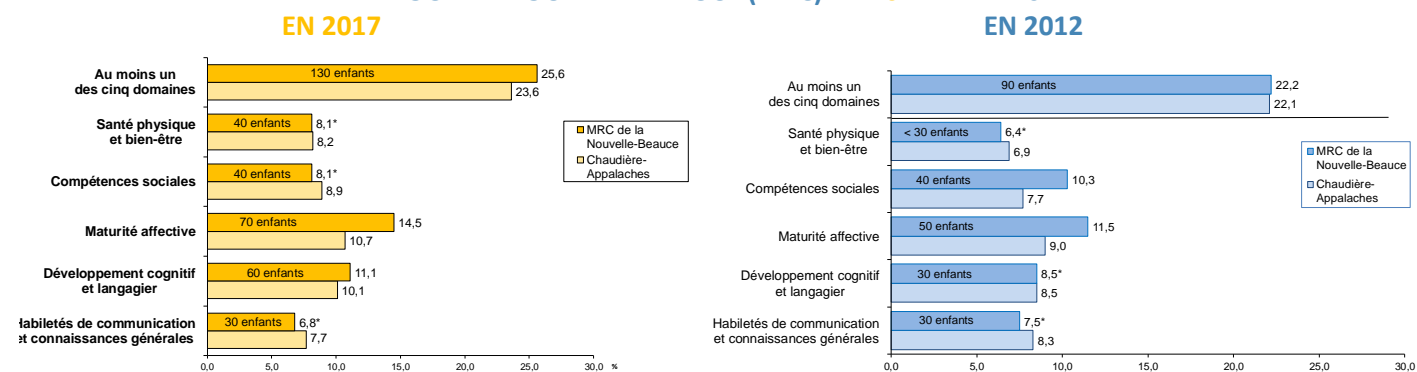 EN 2017
Au moins un
des cinq domaines
130 enfants
25,6
23,6
Santé physique
et bien-être
40 enfants
8,1*
8,2
Compétences sociales
40 enfants
8,1*
8,9
Maturité affective
70 enfants
14,5
10,7
Développement cognitif
et langagier
60 enfants
11,1
10,1
Habiletés de communication
et connaissances générales
30 enfants
6,8*
7,7
0,0 5,0 10,0 15,0 20,0 25,0 30,0 %
MRC de la
Nouvelle-Beauce
Chaudière-
Appalaches
EN 2012
Au moins un
des cinq domaines
90 enfants
22,2
22,1
Santé physique
et bien-être
< 30 enfants
6,4*
6,9
Compétences sociales
40 enfants
10,3
7,7
Maturité affective
50 enfants
11,5
9,0
Développement cognitif
et langagier
30 enfants
8,5*
8,5
Habiletés de communication
et connaissances générales
30 enfants
7,5*
8,3
0,0 5,0 10,0 15,0 20,0 25,0 30,0
MRC de la
Nouvelle-Beauce
Chaudière-
Appalaches